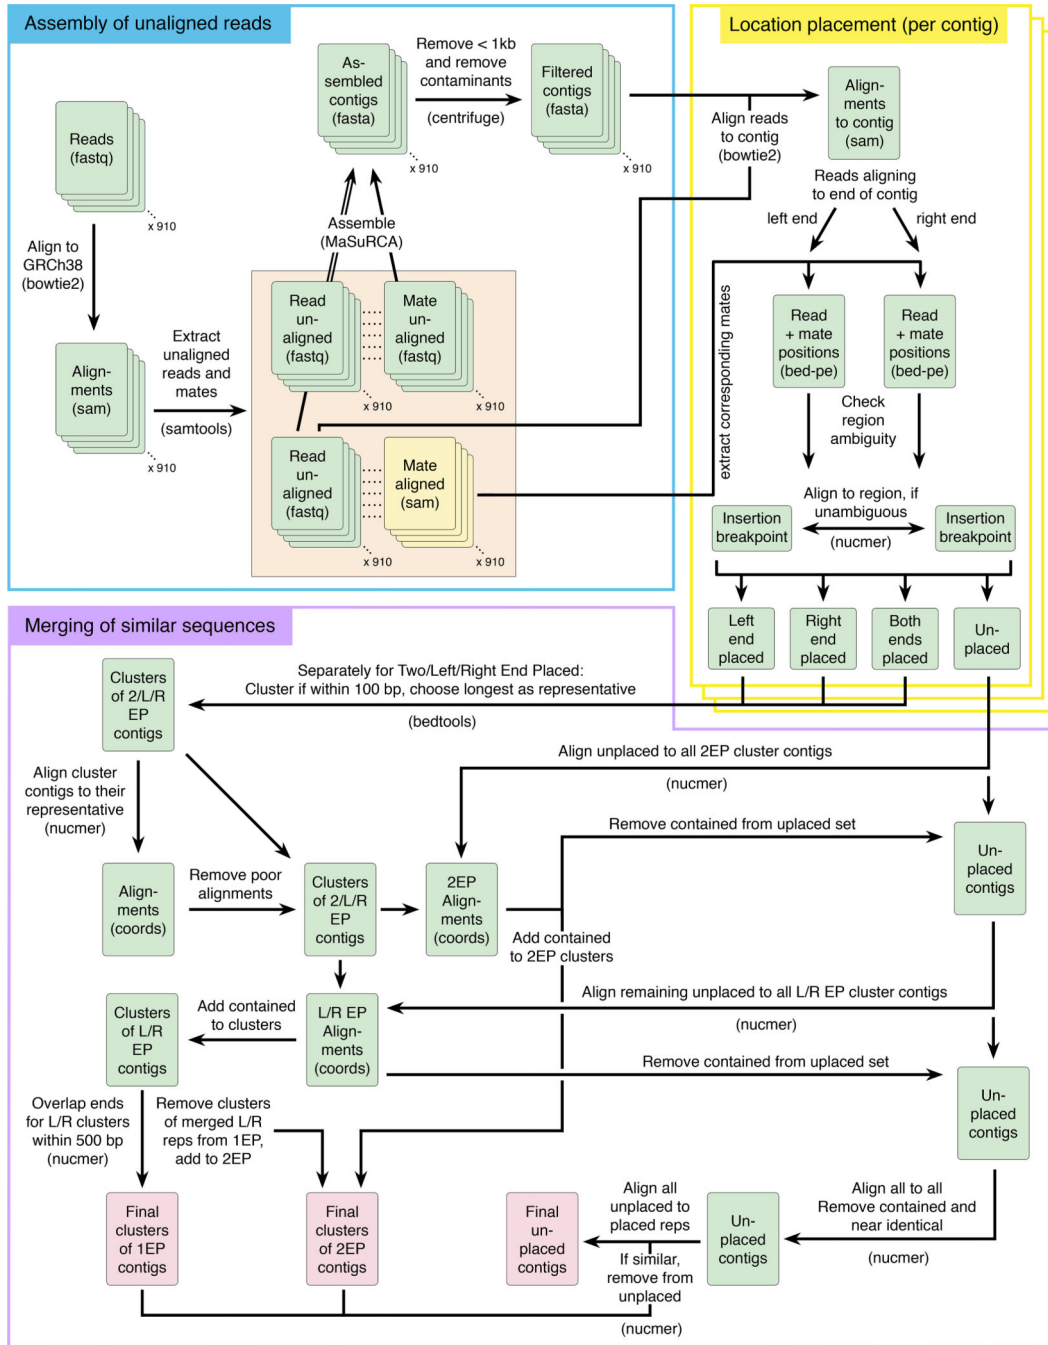 Assembly of unaligned reads
Reads
(fastq)
x 910
Align to
GRCh38
(bowtie2)
Align-
ments
(sam)
x 910
Extract
unaligned
reads and
mates
(samtools)
As-
sembled
contigs
(fasta)
x 910
Remove < 1kb
and remove
contaminants
(centrifuge)
Filtered
contigs
(fasta)
x 910
Assemble
(MaSuRCA)
Read
un-
aligned
(fastq)
x 910
Mate
un-
aligned
(fastq)
x 910
Read
un-
aligned
(fastq)
x 910
Mate
aligned
(sam)
x 910
Location placement (per contig)
Align reads
to contig
(bowtie2)
Align-
ments
to contig
(sam)
Reads aligning
to end of contig
left end
right end
extract corresponding mates
Read
+ mate
positions
(bed-pe)
Read
+ mate
positions
(bed-pe)
Check
region
ambiguity
Align to region, if
unambiguous
(nucmer)
Insertion
breakpoint
Insertion
breakpoint
Left
end
placed
Right
end
placed
Both
ends
placed
Un-
placed
Merging of similar sequences
Separately for Two/Left/Right End Placed:
Cluster if within 100 bp, choose longest as representative
(bedtools)
Clusters
of 2/L/R
EP
contigs
Align cluster
contigs to their
representative
(nucmer)
Align unplaced to all 2EP cluster contigs
(nucmer)
Align-
ments
(coords)
Remove poor
alignments
Clusters
of 2/L/R
EP
contigs
2EP
Align-
ments
(coords)
Remove contained from uplaced set
Un-
placed
contigs
Add contained
to 2EP clusters
Align remaining unplaced to all L/R EP cluster contigs
(nucmer)
Clusters
of L/R
EP
contigs
Add contained
to clusters
L/R EP
Align-
ments
(coords)
Remove contained from uplaced set
Un-
placed
contigs
Overlap ends
for L/R clusters
within 500 bp
(nucmer)
Remove clusters
of merged L/R
reps from 1EP,
add to 2EP
Final
clusters
of 1EP
contigs
Final
clusters
of 2EP
contigs
Final
un-
placed
contigs
Align all
unplaced to
placed reps
If similar,
remove from
unplaced
(nucmer)
Un-
placed
contigs
Align all to all
Remove contained and
near identical
(nucmer)